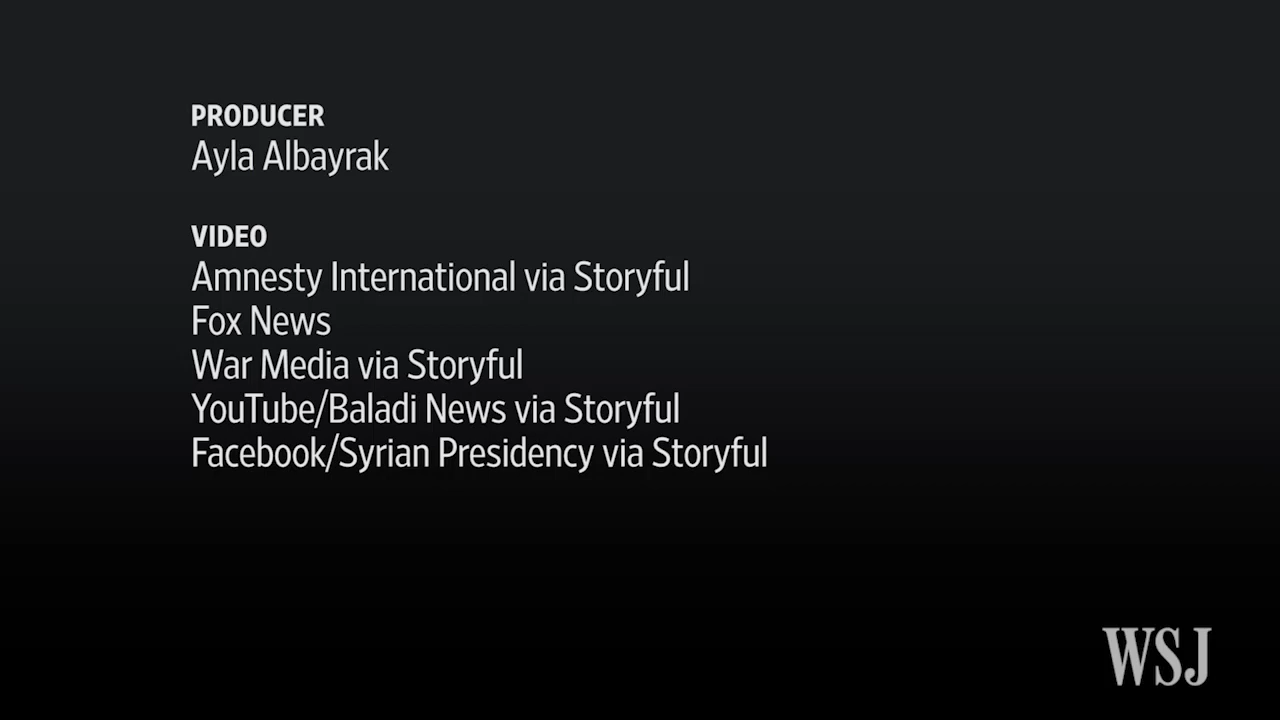 PRODUCER
Ayla Albayrak
VIDEO
Amnesty International via Storyful
Fox News
War Media via Storyful
YouTube/Baladi News via Storyful
Facebook/Syrian Presidency via Storyful
WSJ